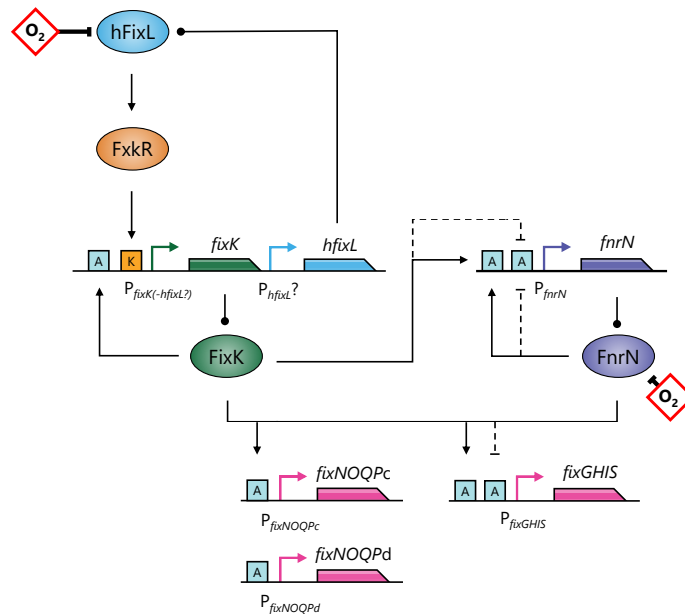 O2
hFixL
FxkR
fixK
hfixL
fnrN
A
K
A
A
PfixK(-hfixL?)
PhfixL?
PfnrN
FixK
FnrN
O2
fixNOQPc
fixGHIS
A
A
A
PfixNOQPc
PfixGHIS
fixNOQPd
A
PfixNOQPd